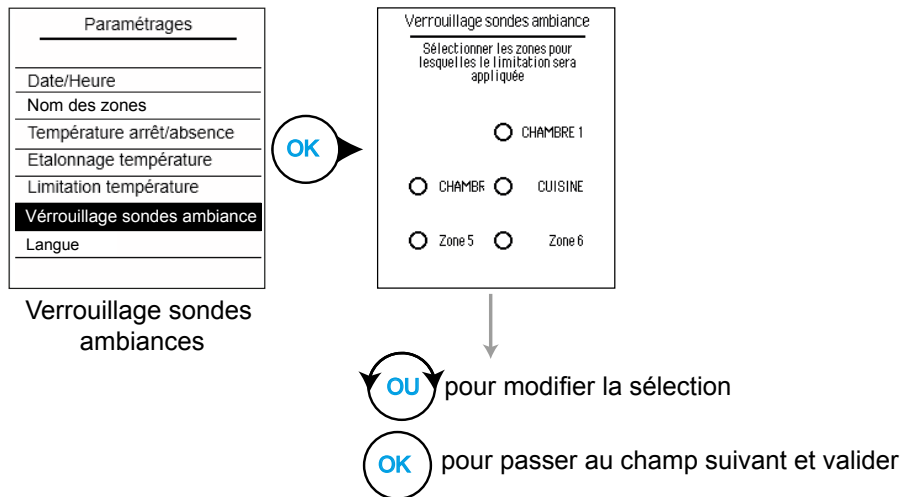 Paramétrages
Date/Heure
Nom des zones
Température arrêt/absence
Etalonnage température
Limitation température
Vérrouillage sondes ambiance
Langue
Verrouillage sondes
ambiances
OK
Verrouillage sondes ambiance
Sélectionner les zones pour
lesquelles le limitation sera
appliquée
CHAMBRE 1
CHAMBR CUISINE
Zone 5 Zone 6
OU pour modifier la sélection
OK pour passer au champ suivant et valider